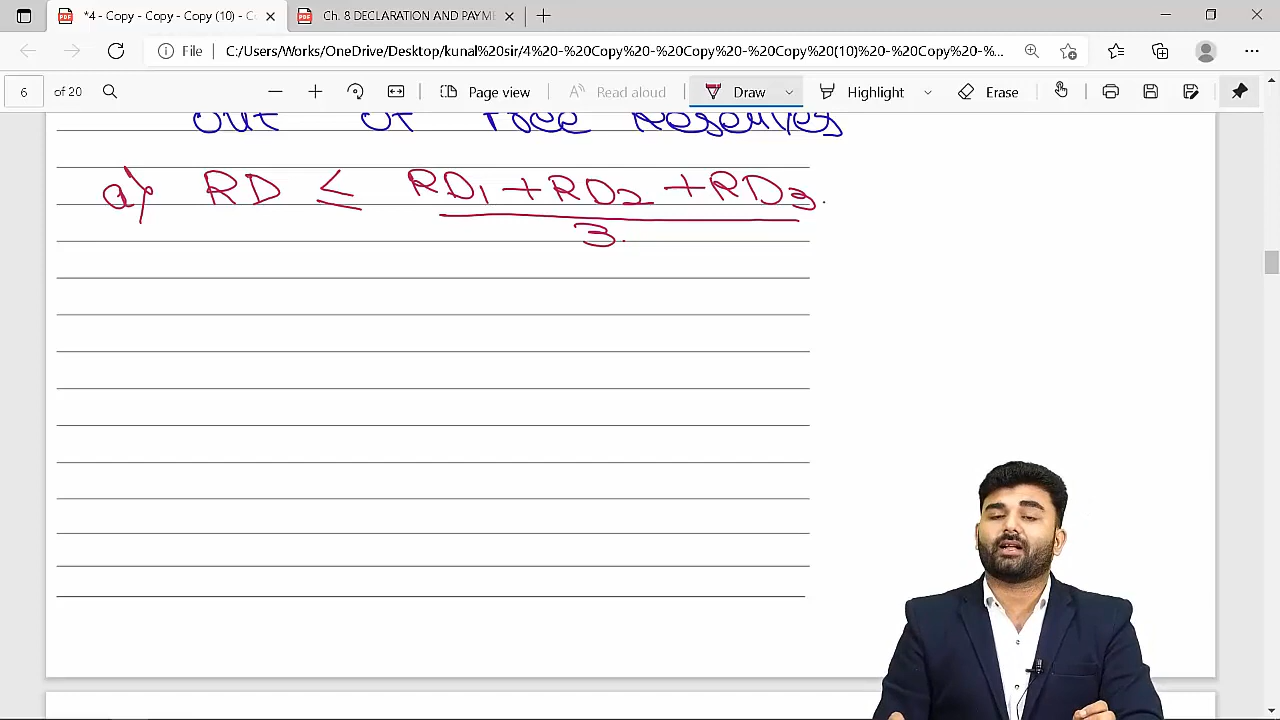 *4 - Copy - Copy - Copy (10) - C
Ch. 8 DECLARATION AND PAYM
File
C:/Users/Works/OneDrive/Desktop/kunal%20sir/4%20-%20Copy%20-%20Copy%20-%20Copy%20(10)%20-%20Copy%20-%...
6 of 20
Page view
Read aloud
Draw
Highlight
Erase
out of free Reserves
a) RD ≤ RD1 + RD2 + RD3.
3.